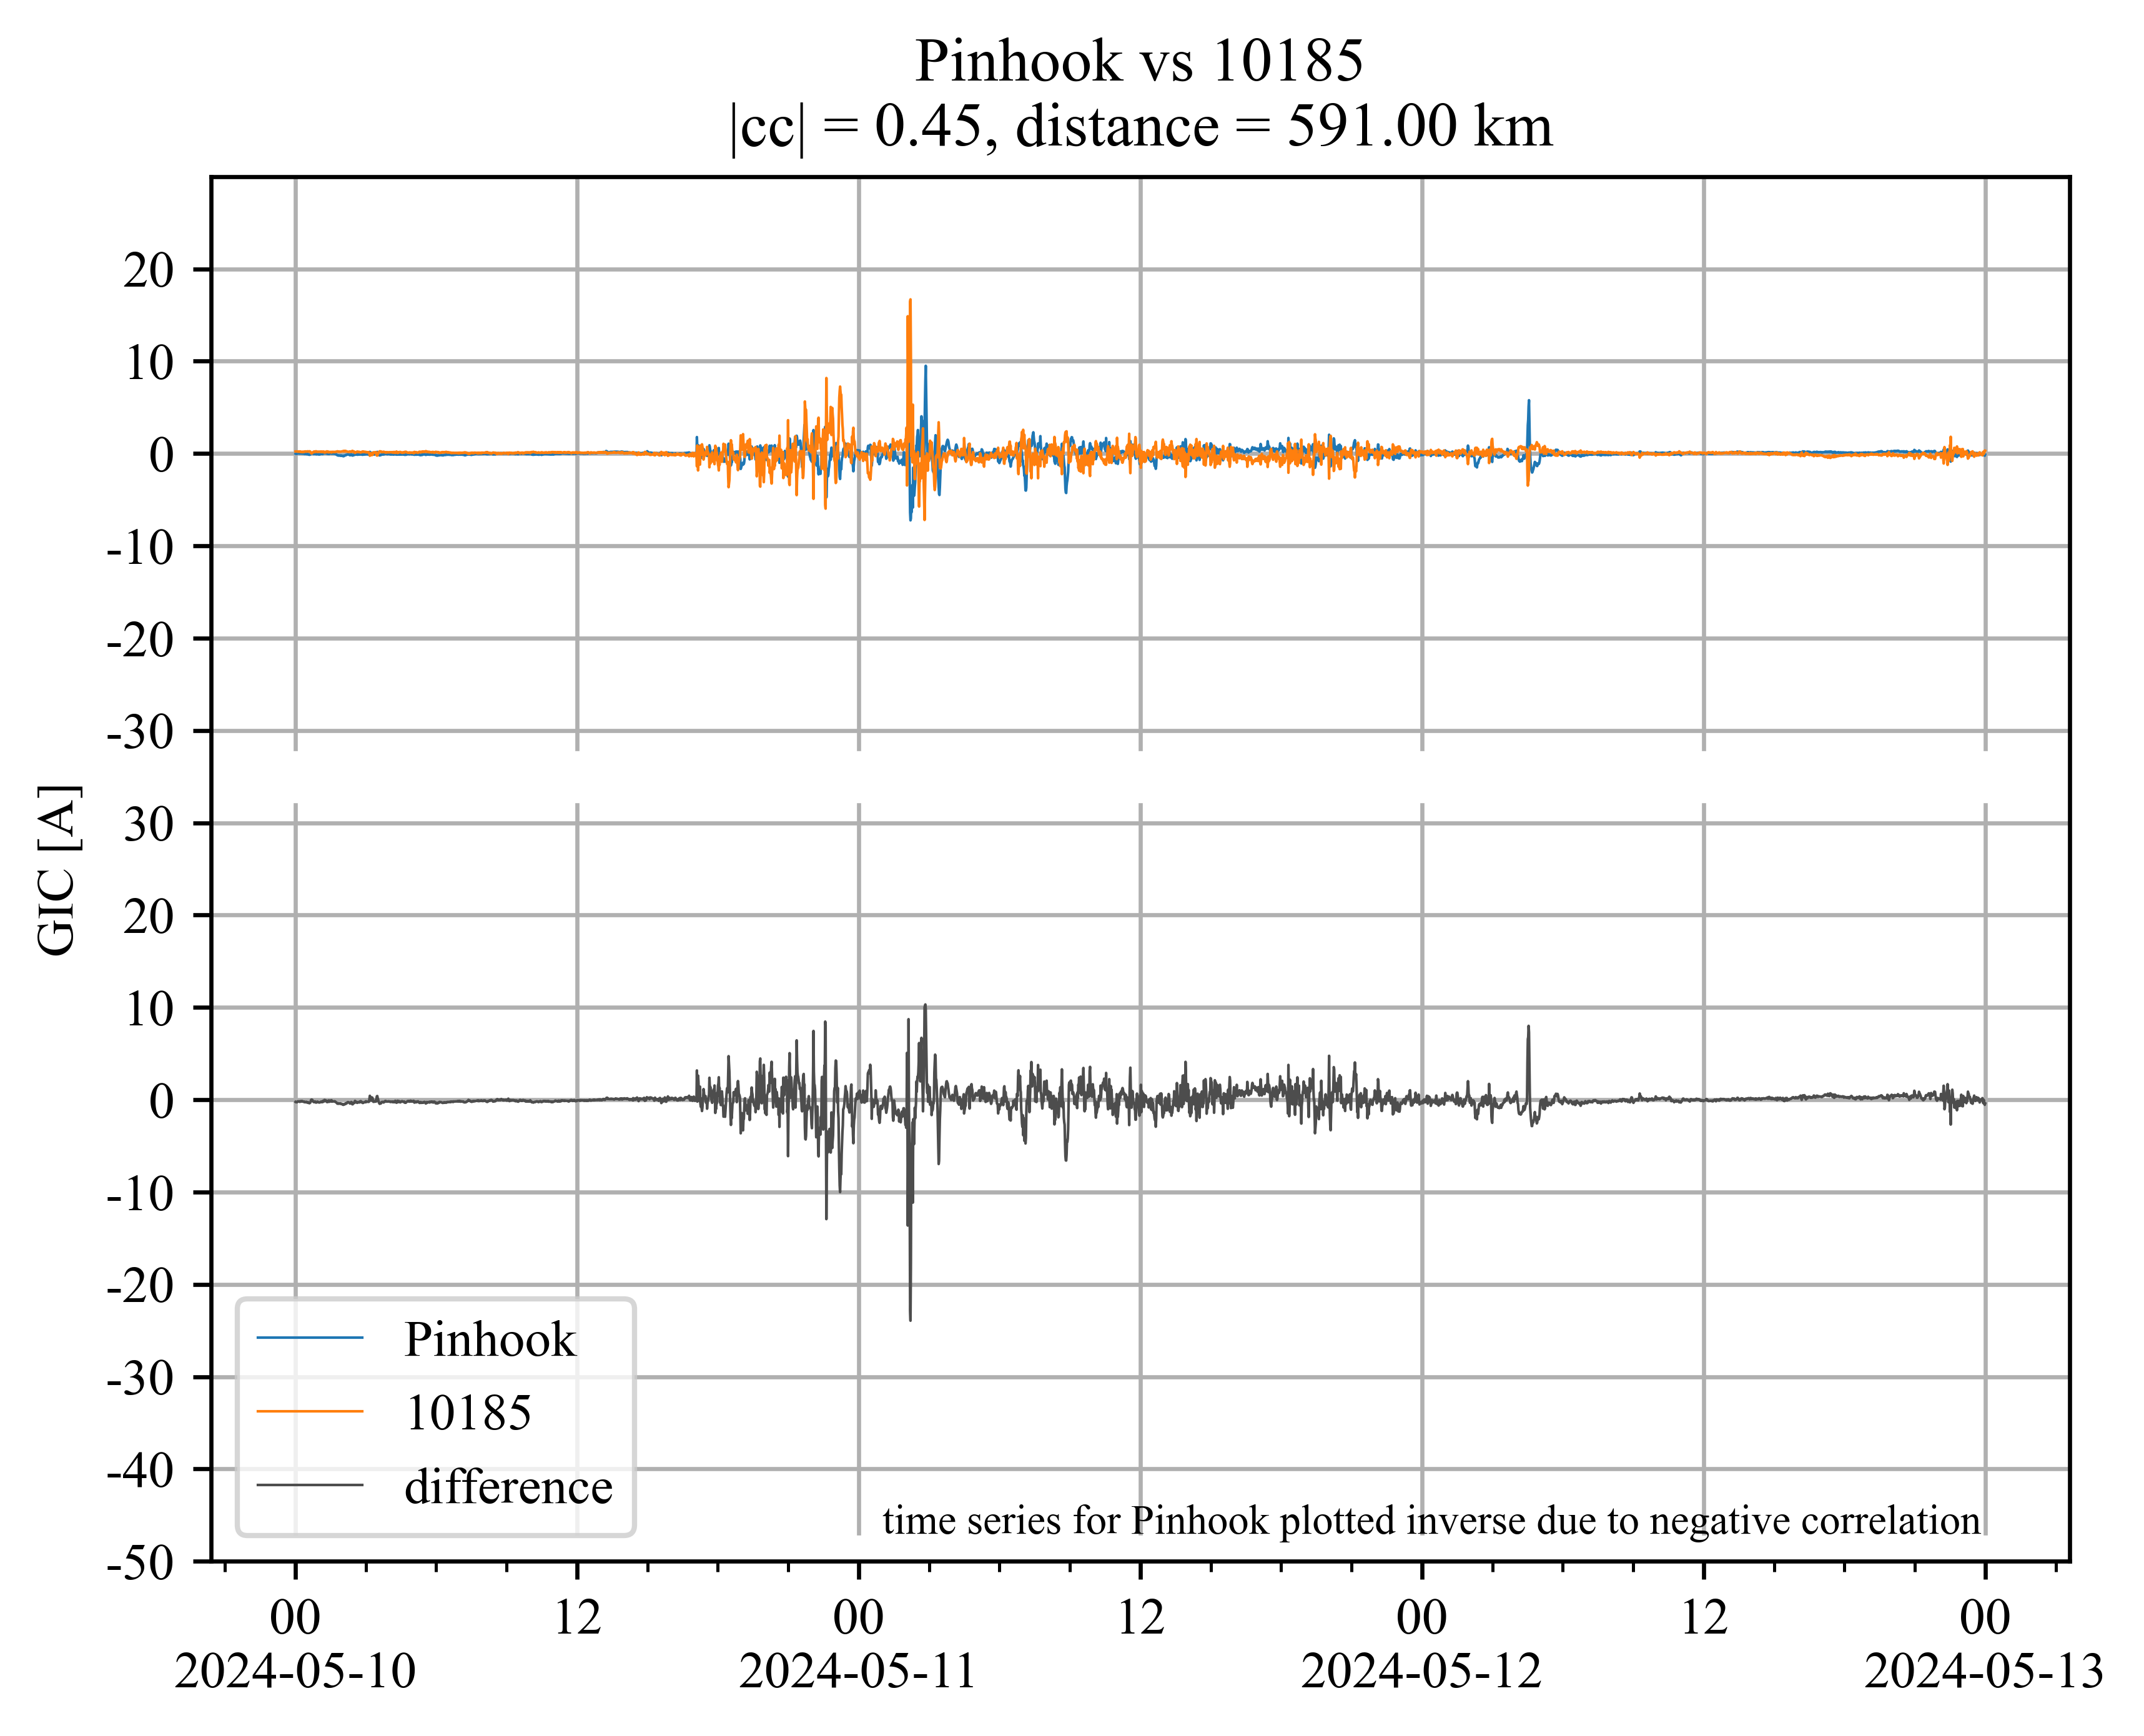 Pinhook vs 10185
|cc| = 0.45, distance = 591.00 km
GIC [A]
20
10
0
-10
-20
-30
30
20
10
0
-10
-20
-30
-40
-50
Pinhook
10185
difference
time series for Pinhook plotted inverse due to negative correlation
00 12 00 12 00 12 00
2024-05-10 2024-05-11 2024-05-12 2024-05-13